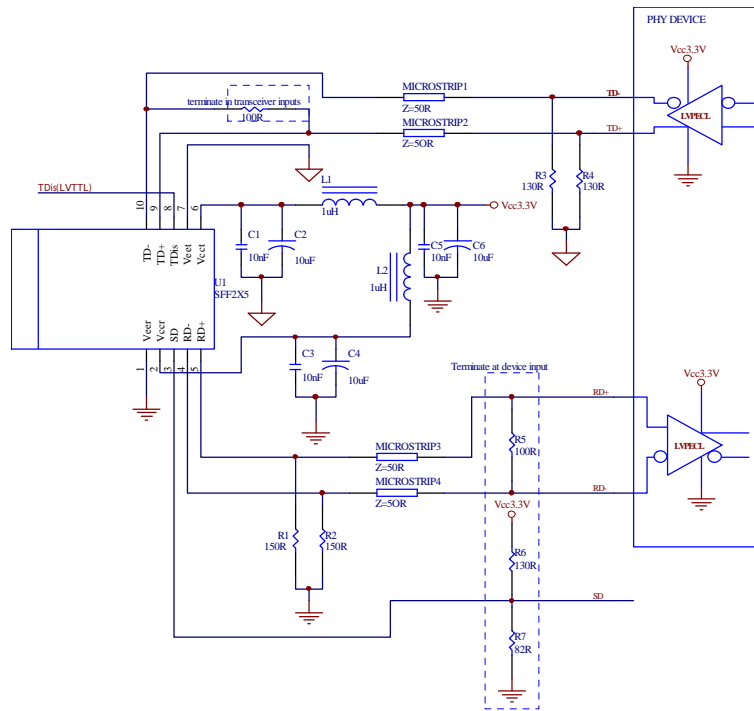 PHY DEVICE
Vcc3.3V
MICROSTRIP1
TD-
terminate in transceiver inputs
100R
Z=50R
LVPECL
MICROSTRIP2
TD+
Z=5OR
R3
130R
R4
130R
L1
TDis(LVTTL)
1uH
Vcc3.3V
10
9
8
7
6
C1
10nF
C2
10uF
C5
10nF
C6
10uF
TD-
TD+
TDis
Veet
Vcct
L2
1uH
U1
SFF2X5
Veer
Vccr
SD
RD-
RD+
1
2
3
4
5
C3
10nF
C4
10uF
Terminate at device input
Vcc3.3V
RD+
MICROSTRIP3
Z=50R
R5
100R
LVPECL
MICROSTRIP4
Z=5OR
RD-
Vcc3.3V
R1
150R
R2
150R
R6
130R
SD
R7
82R